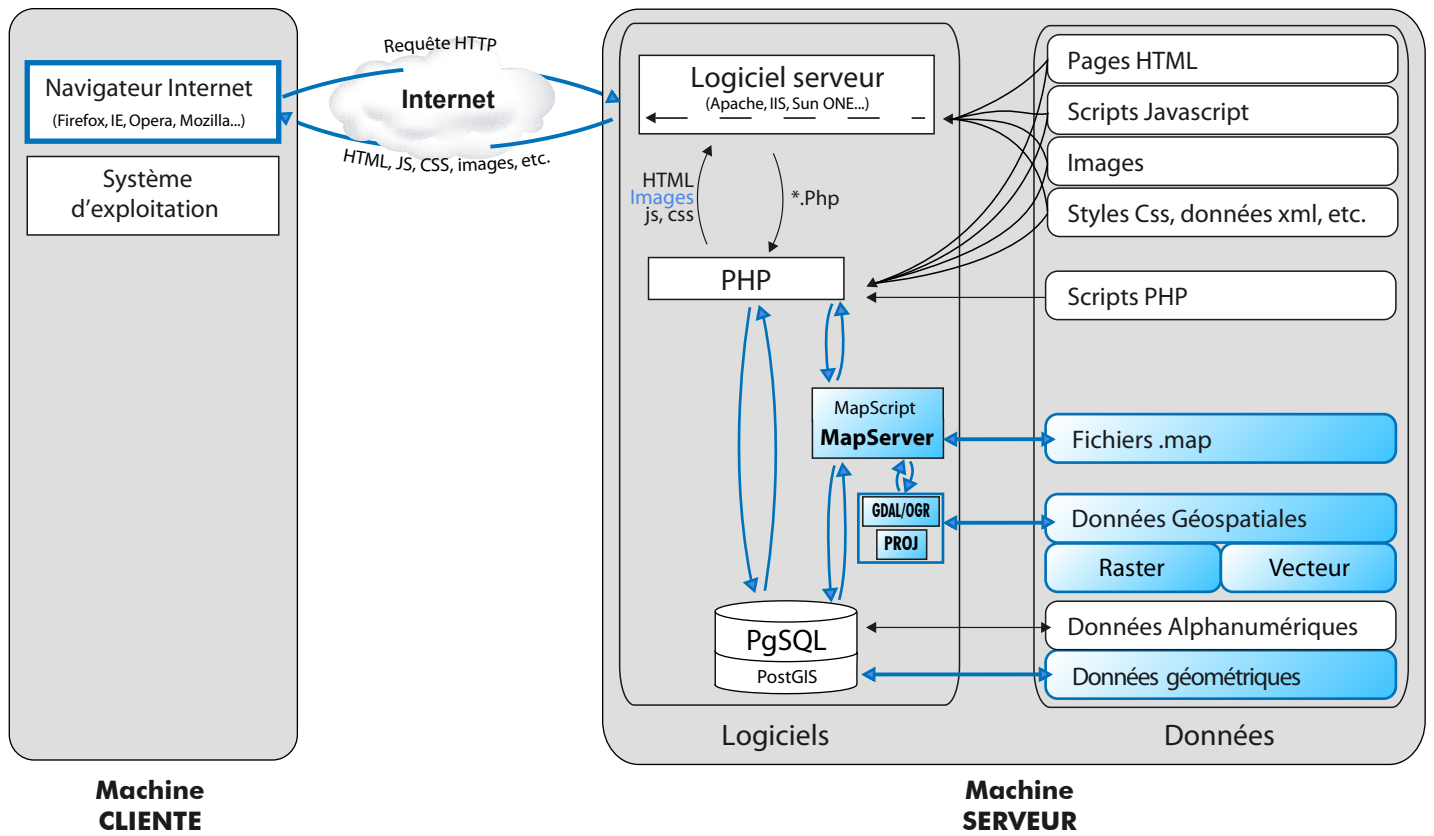 Navigateur Internet
(Firefox, IE, Opera, Mozilla...)
Système
d'exploitation
Requête HTTP
Internet
HTML, JS, CSS, images, etc.
Logiciel serveur
(Apache, IIS, Sun ONE...)
HTML
Images
js, css
*.Php
PHP
MapScript
MapServer
GDAL/OGR
PROJ
PgSQL
PostGIS
Logiciels
Pages HTML
Scripts Javascript
Images
Styles Css, données xml, etc.
Scripts PHP
Fichiers .map
Données Géospatiales
Raster
Vecteur
Données Alphanumériques
Données géométriques
Données
Machine
CLIENTE
Machine
SERVEUR